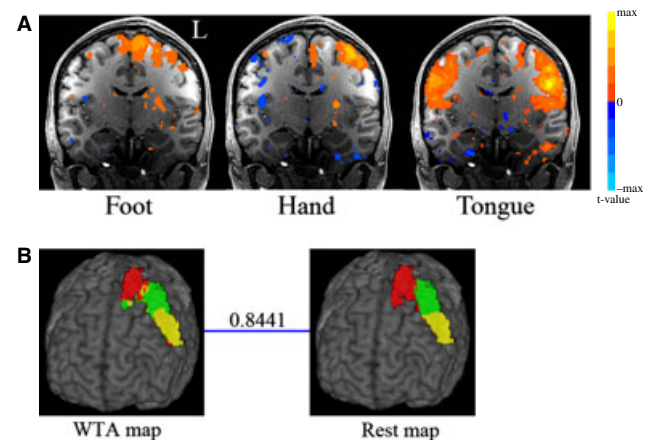 A
L
max
0
–max
t-value
Foot
Hand
Tongue
B
0.8441
WTA map
Rest map